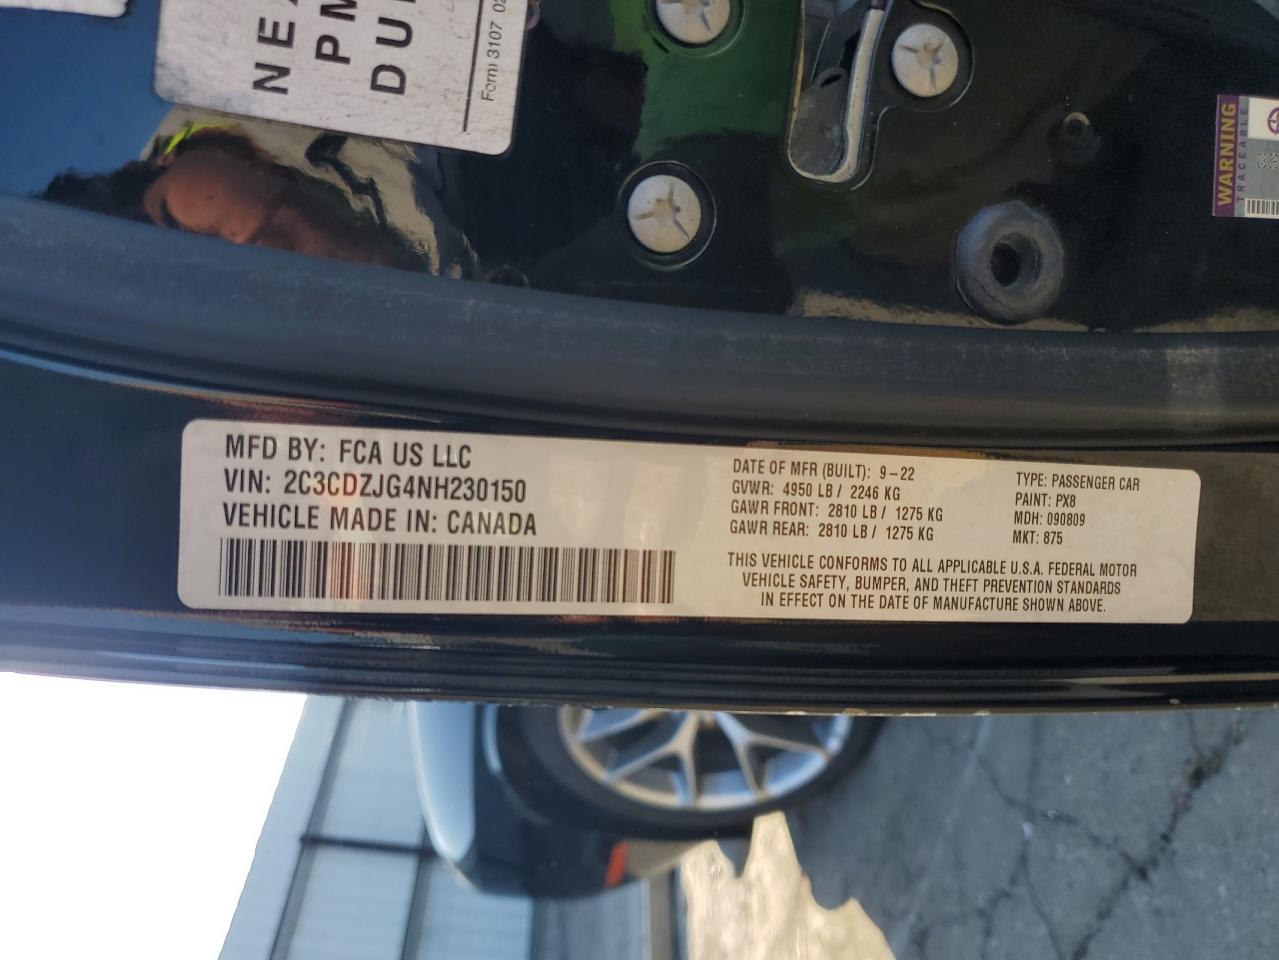 NE
PM
DU
Form 3107
WARNING
TRACEABLE
MFD BY: FCA US LLC
VIN: 2C3CDZJG4NH230150
VEHICLE MADE IN: CANADA
DATE OF MFR (BUILT): 9-22
GVWR: 4950 LB / 2246 KG
GAWR FRONT: 2810 LB / 1275 KG
GAWR REAR: 2810 LB / 1275 KG
TYPE: PASSENGER CAR
PAINT: PX8
MDH: 090809
MKT: 875
THIS VEHICLE CONFORMS TO ALL APPLICABLE U.S.A. FEDERAL MOTOR
VEHICLE SAFETY, BUMPER, AND THEFT PREVENTION STANDARDS
IN EFFECT ON THE DATE OF MANUFACTURE SHOWN ABOVE.